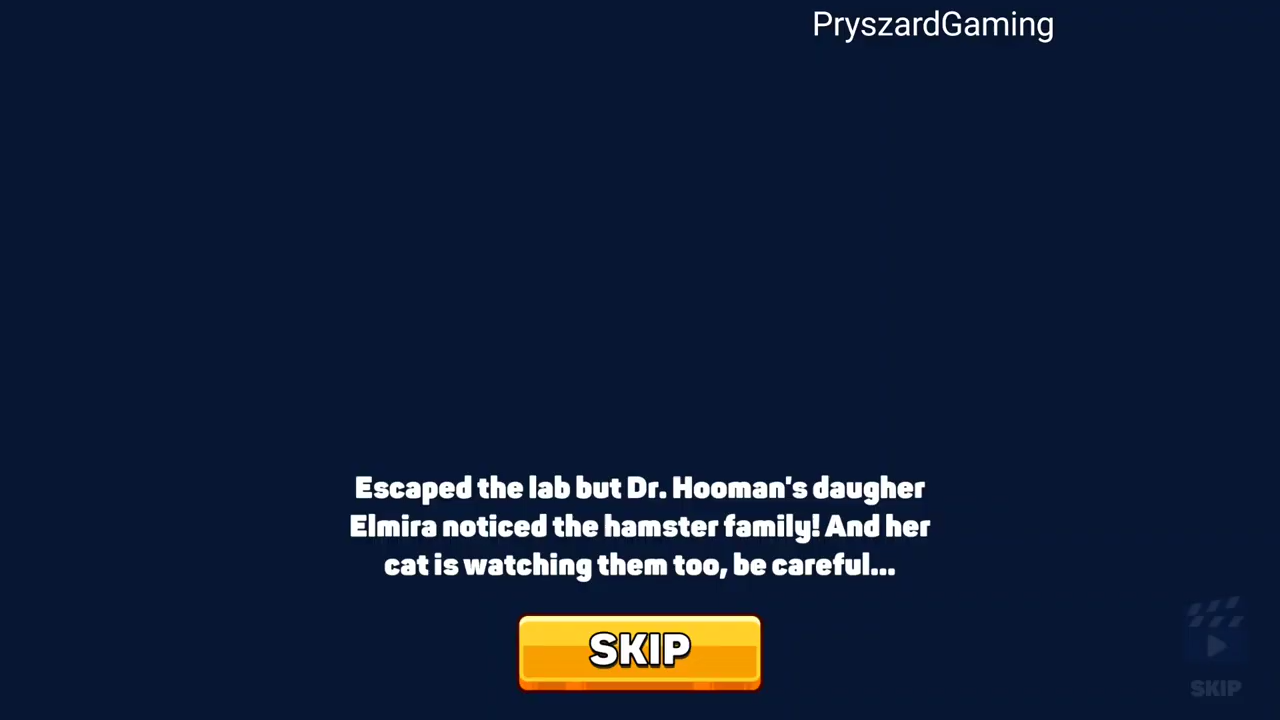 PryszardGaming
Escaped the lab but Dr. Hooman's daugher
Elmira noticed the hamster family! And her
cat is watching them too, be careful...
SKIP
SKIP